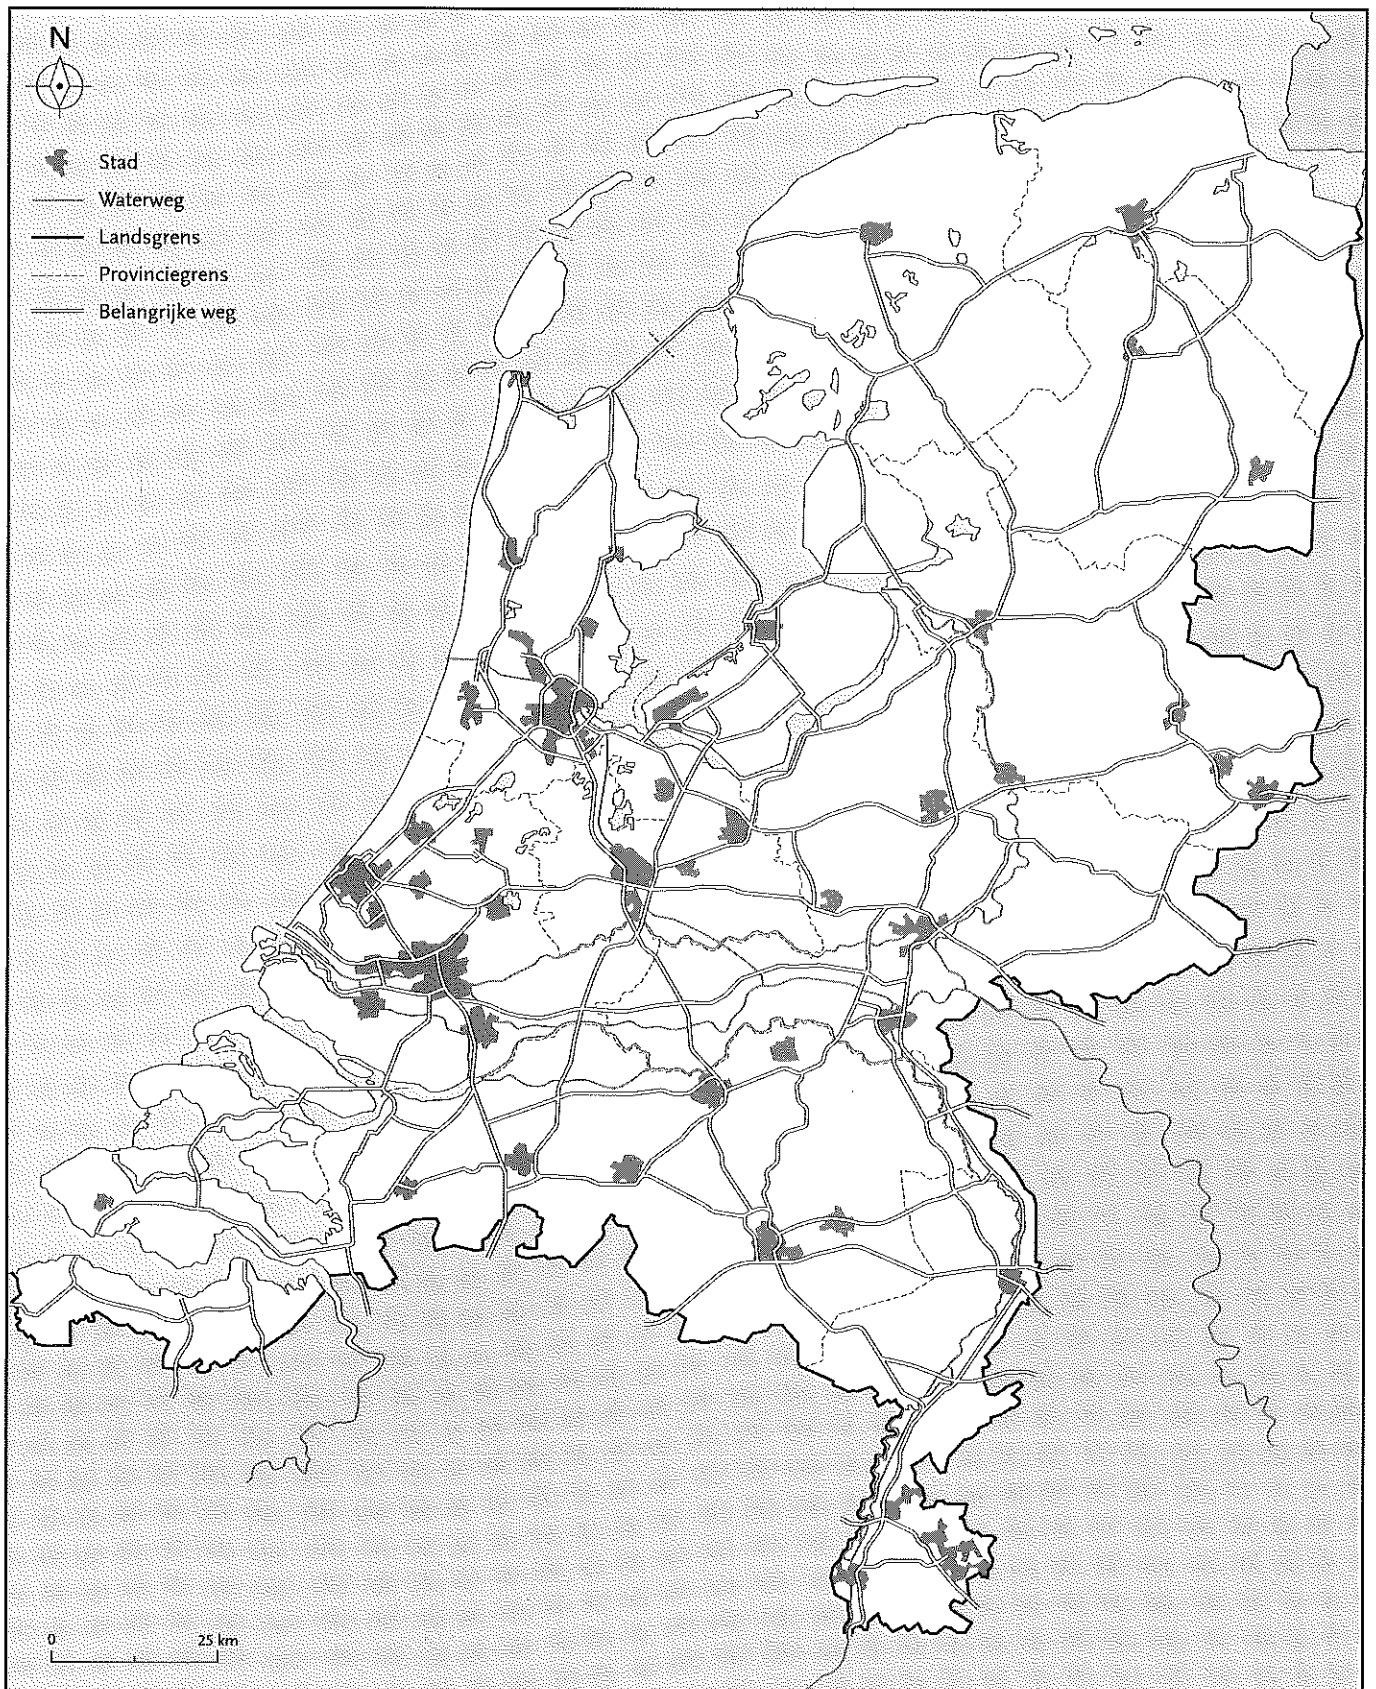 N
Stad
Waterweg
Landsgrens
Provinciegrens
Belangrijke weg
0 25 km